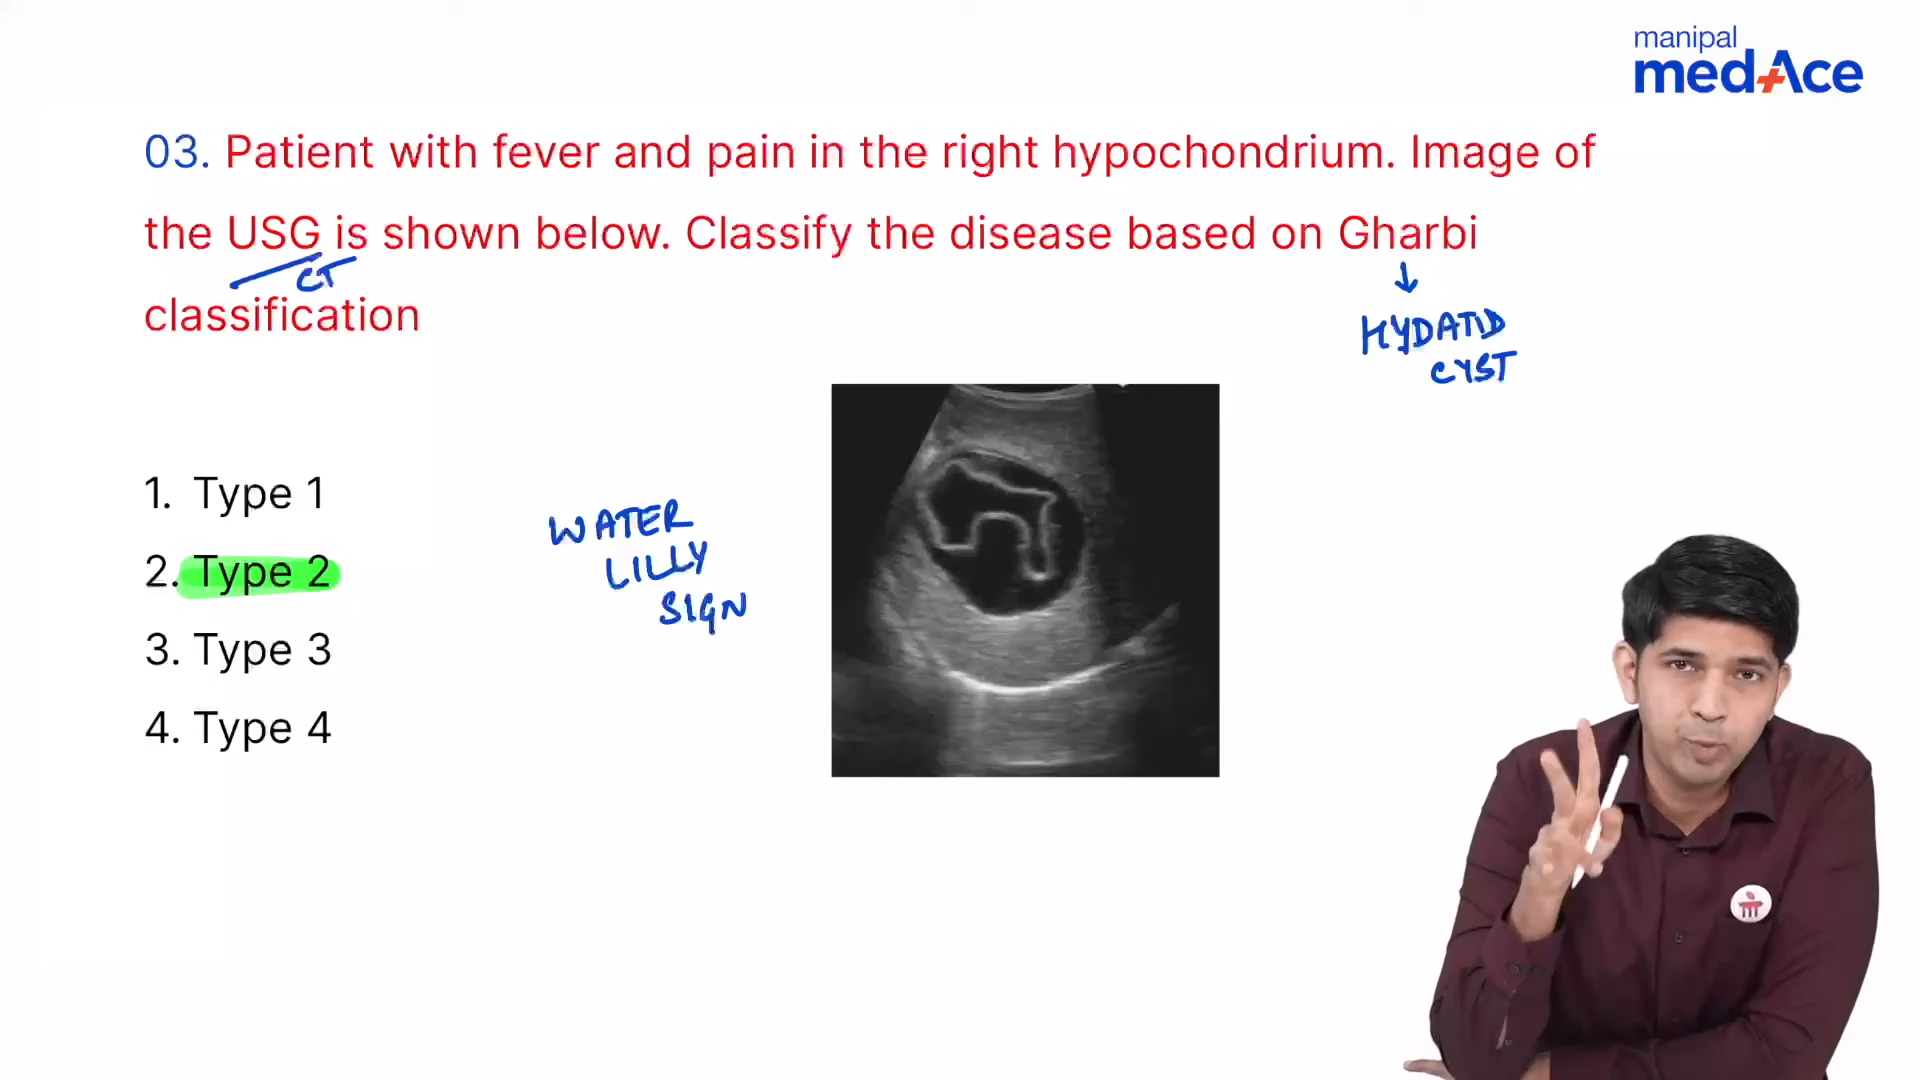 manipal
medAce
03. Patient with fever and pain in the right hypochondrium. Image of
the USG is shown below. Classify the disease based on Gharbi
CT
classification
HYDATID
CYST
1. Type 1
2. Type 2
3. Type 3
4. Type 4
WATER
LILLY
SIGN